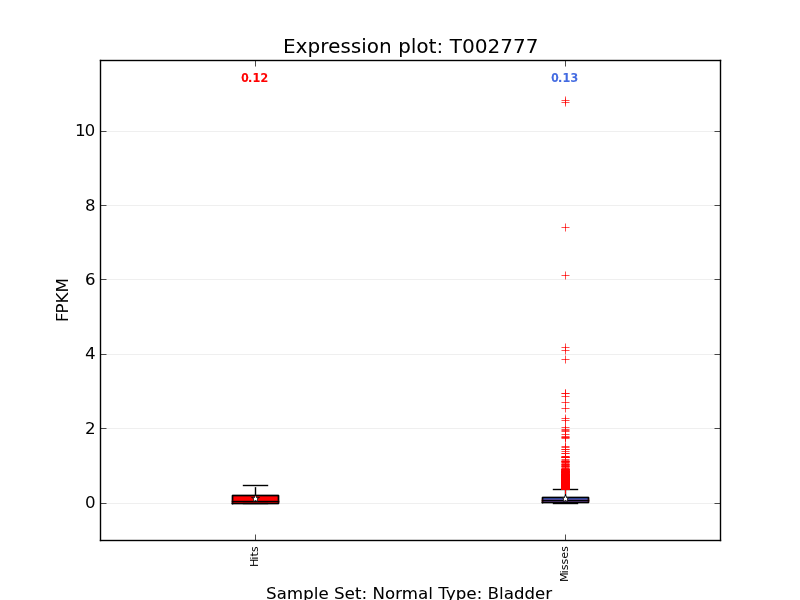 Expression plot: T002777
0.12
0.13
10
8
6
4
2
0
FPKM
Hits
Misses
Sample Set: Normal Type: Bladder